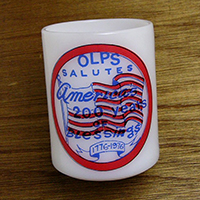 OLPS
SALUTES
America's
200 years
of
BLESSINGS
1776-1976